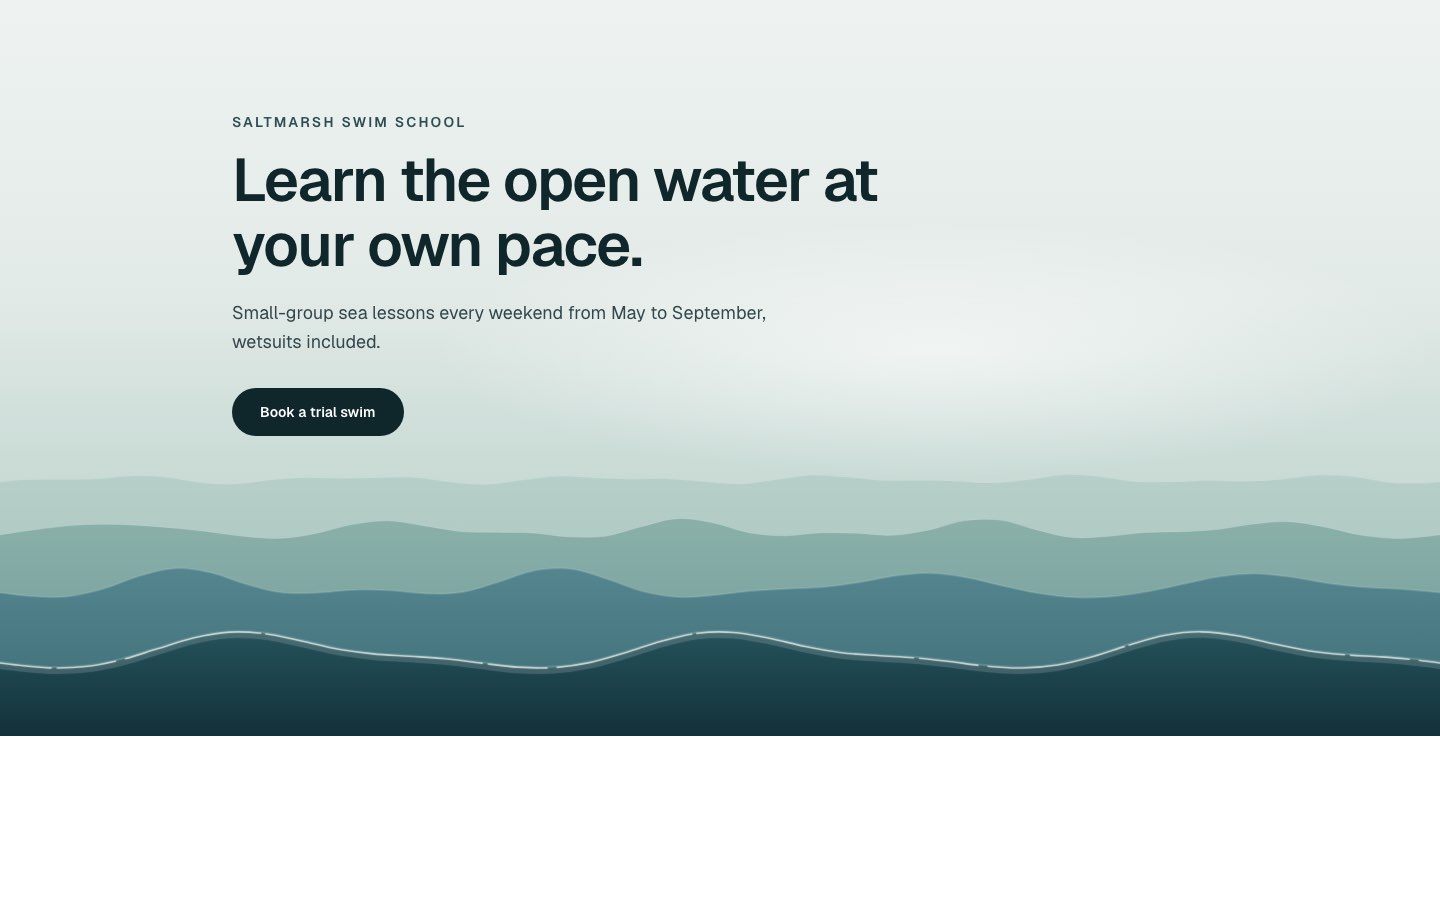 SALTMARSH SWIM SCHOOL
Learn the open water at
your own pace.
Small-group sea lessons every weekend from May to September,
wetsuits included.
Book a trial swim